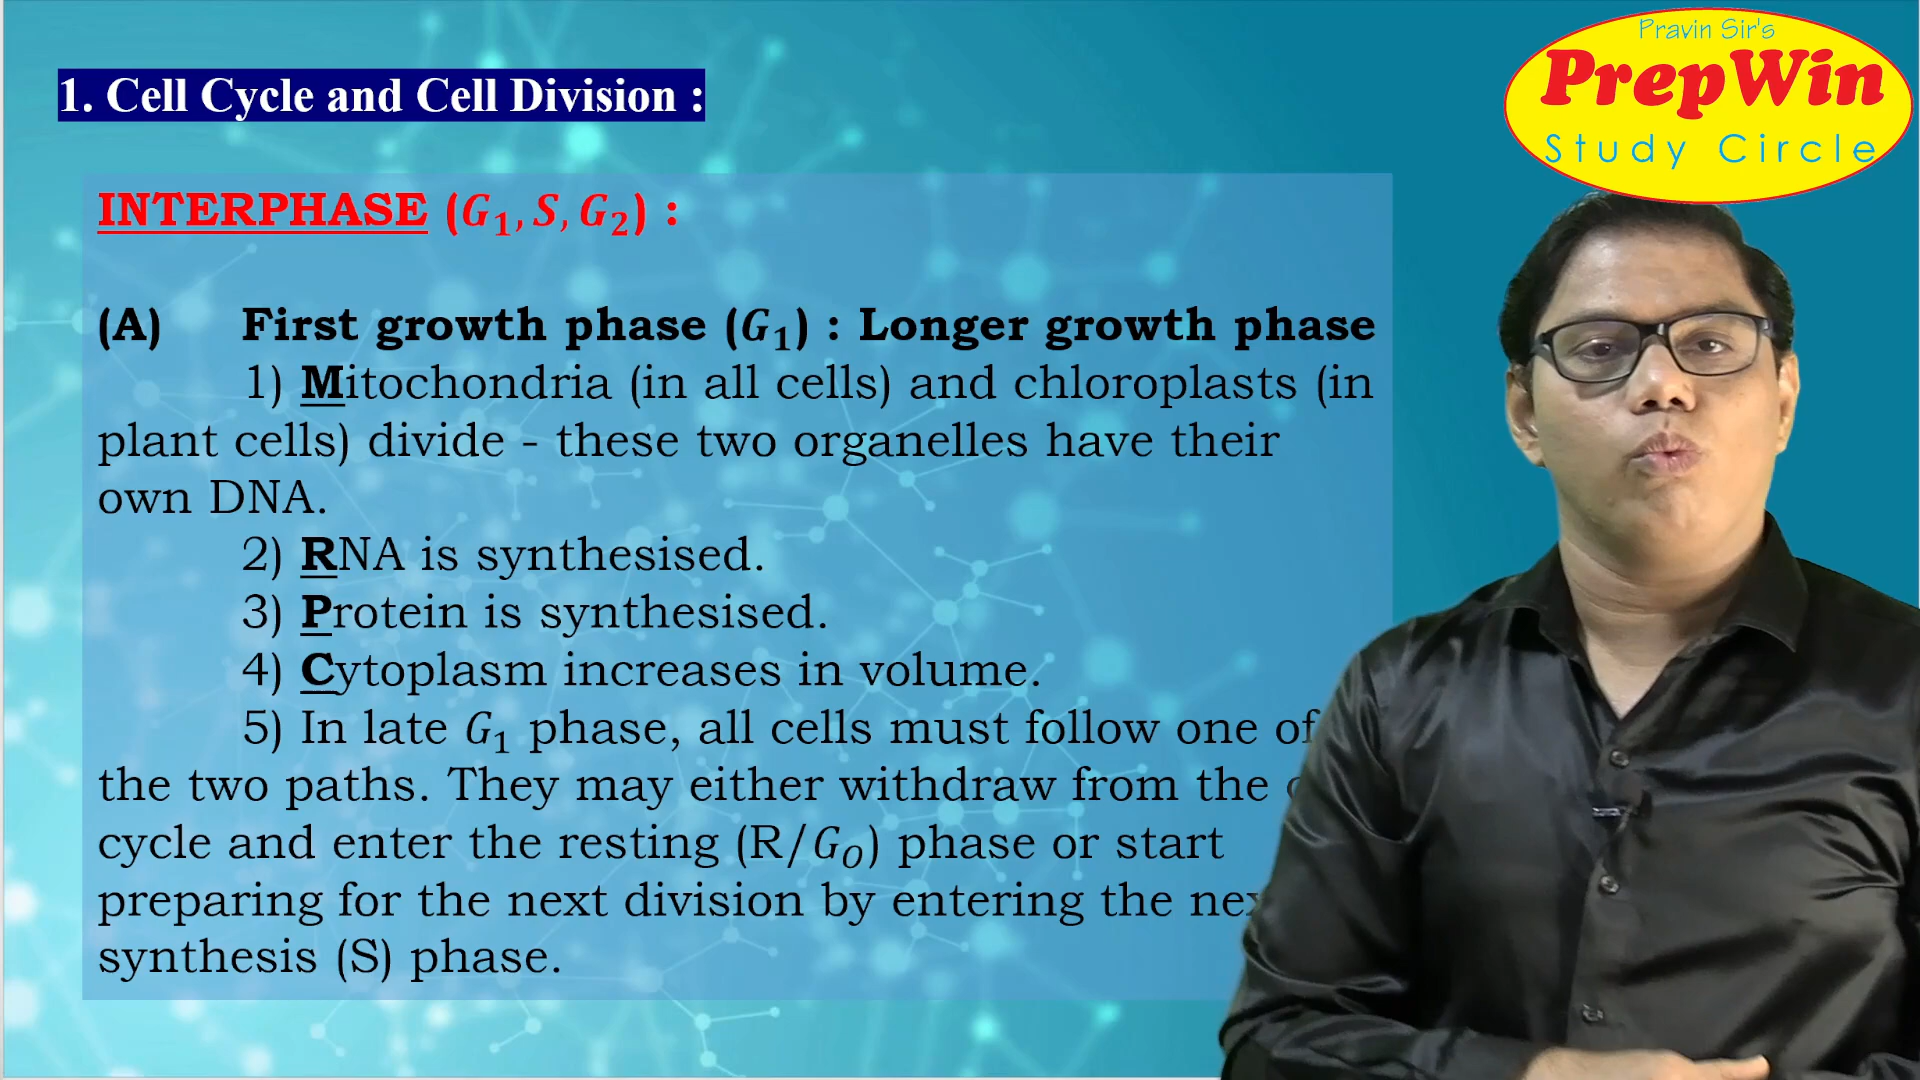 Pravin Sir's
PrepWin
Study Circle
1. Cell Cycle and Cell Division :
INTERPHASE (G₁, S, G₂) :
(A) First growth phase (G₁) : Longer growth phase
1) Mitochondria (in all cells) and chloroplasts (in
plant cells) divide - these two organelles have their
own DNA.
2) RNA is synthesised.
3) Protein is synthesised.
4) Cytoplasm increases in volume.
5) In late G₁ phase, all cells must follow one of
the two paths. They may either withdraw from the
cycle and enter the resting (R/G₀) phase or start
preparing for the next division by entering the
synthesis (S) phase.